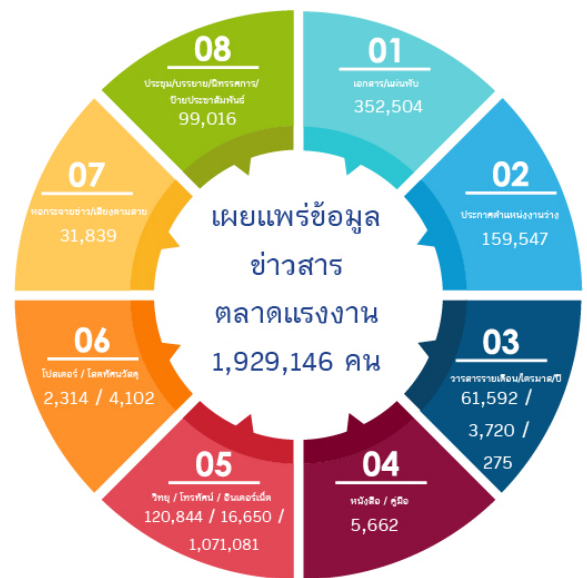 01
เอกสาร/แผ่นพับ
352,504
02
ประกาศตำแหน่งงานว่าง
159,547
03
วารสารรายเดือน/ไตรมาส/ปี
61,592 /
3,720 /
275
04
หนังสือ / คู่มือ
5,662
05
วิทยุ / โทรทัศน์ / อินเตอร์เน็ต
120,844 / 16,650 /
1,071,081
06
โปสเตอร์ / โสตทัศนวัสดุ
2,314 / 4,102
07
หอกระจายข่าว/เสียงตามสาย
31,839
08
ประชุม/บรรยาย/นิทรรศการ/
ป้ายประชาสัมพันธ์
99,016
เผยแพร่ข้อมูล
ข่าวสาร
ตลาดแรงงาน
1,929,146 คน